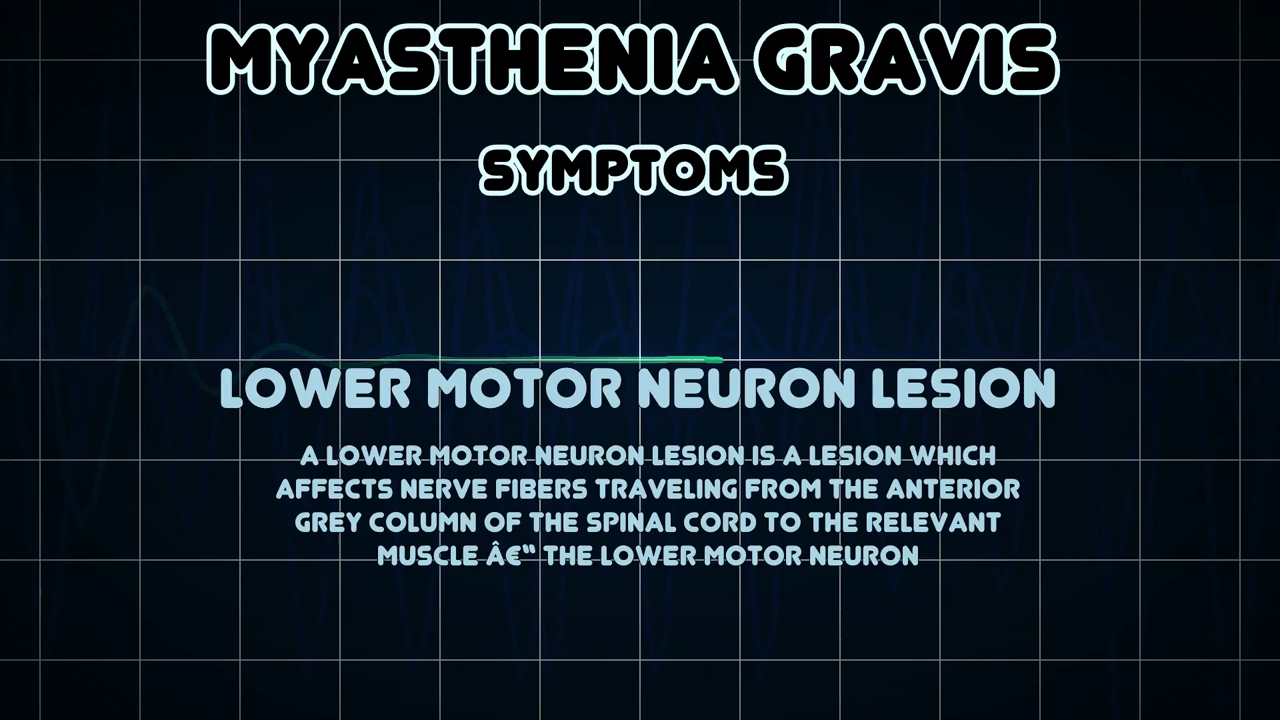 MYASTHENIA GRAVIS
SYMPTOMS
LOWER MOTOR NEURON LESION
A LOWER MOTOR NEURON LESION IS A LESION WHICH
AFFECTS NERVE FIBERS TRAVELING FROM THE ANTERIOR
GREY COLUMN OF THE SPINAL CORD TO THE RELEVANT
MUSCLE Â€“ THE LOWER MOTOR NEURON